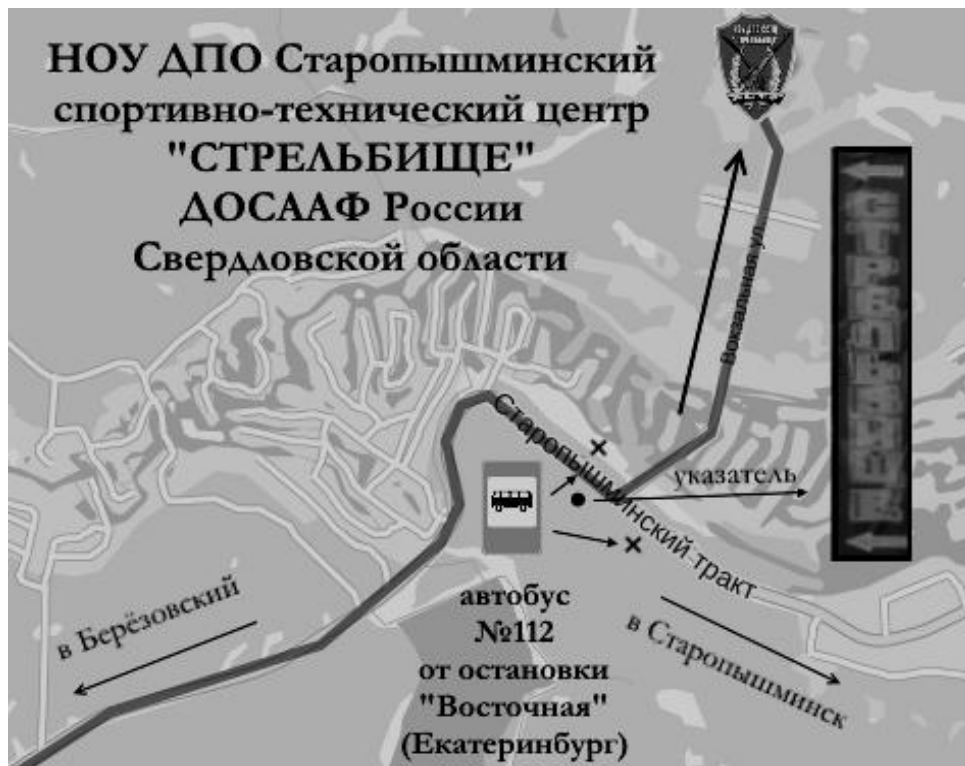 НОУ ДПО Старопышминский
спортивно-технический центр
"СТРЕЛЬБИЩЕ"
ДОСААФ России
Свердловской области
Вокзальная ул.
Старопышминский тракт
указатель
СТРЕЛЬБИЩЕ
в Берёзовский
автобус
№112
от остановки
"Восточная"
(Екатеринбург)
в Старопышминск